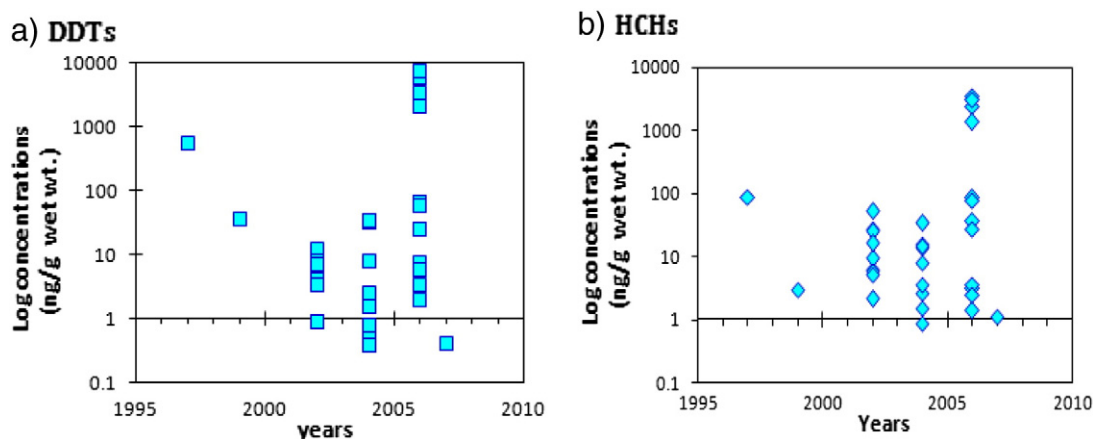 a) DDTs
Log concentrations
(ng/g wet wt.)
10000
1000
100
10
1
0.1
1995
2000
2005
2010
years
b) HCHs
Log concentrations
(ng/g wet wt.)
10000
1000
100
10
1
0.1
1995
2000
2005
2010
Years